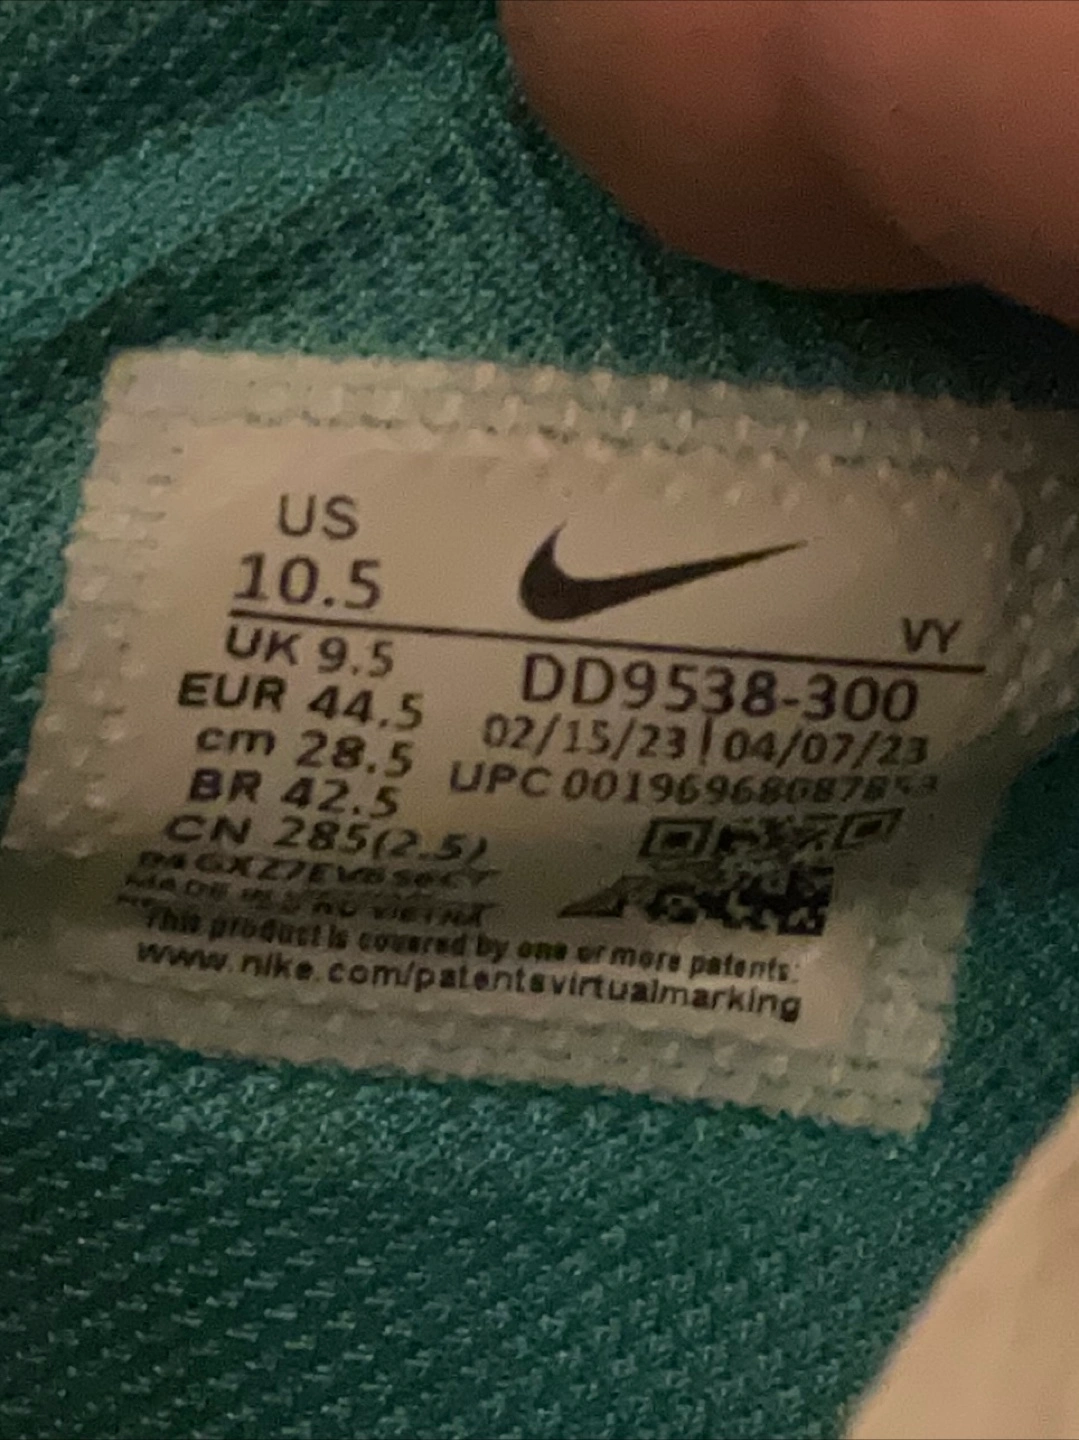 US
10.5
VY
UK 9.5
DD9538-300
EUR 44.5
02/15/23 | 04/07/23
cm 28.5
UPC
BR 42.5
CN 285(2.5)
This product is covered by one or more patents:
www.nike.com/patentsvirtualmarking